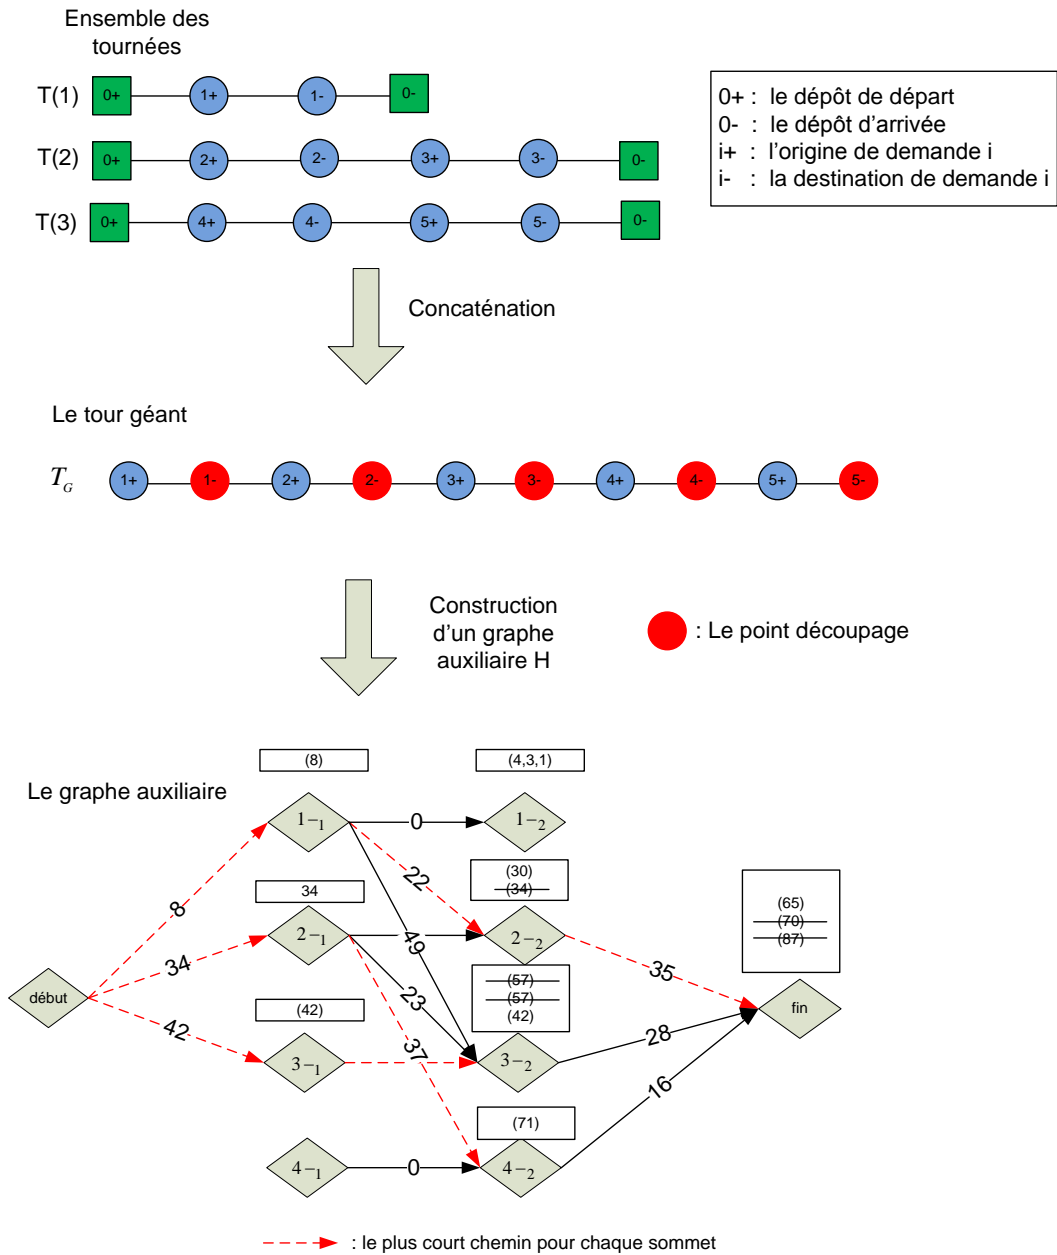 Ensemble des
tournées
T(1) 0+ 1+ 1- 0-
T(2) 0+ 2+ 2- 3+ 3- 0-
T(3) 0+ 4+ 4- 5+ 5- 0-
0+ : le dépôt de départ
0- : le dépôt d'arrivée
i+ : l'origine de demande i
i- : la destination de demande i
Concaténation
Le tour géant
T_G 1+ 1- 2+ 2- 3+ 3- 4+ 4- 5+ 5-
Construction
d'un graphe
auxiliaire H
: Le point découpage
Le graphe auxiliaire
(8)
(4,3,1)
1-₁
0
1-₂
22
(30)
(34)
34
8
2-₁
49
2-₂
(65)
(70)
(87)
34
23
35
(57)
(57)
(42)
début
(42)
fin
42
37
28
3-₁
3-₂
16
(71)
4-₁
0
4-₂
: le plus court chemin pour chaque sommet